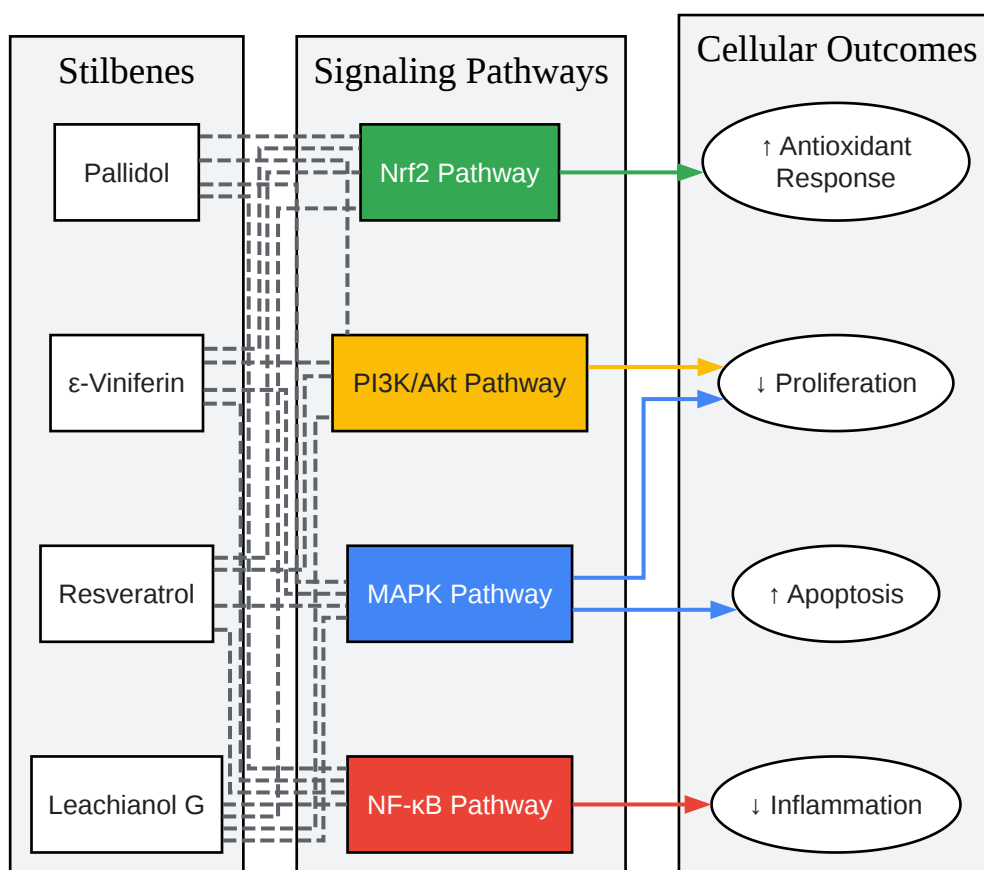 Stilbenes
Pallidol
ε-Viniferin
Resveratrol
Leachianol G
Signaling Pathways
Nrf2 Pathway
PI3K/Akt Pathway
MAPK Pathway
NF-κB Pathway
Cellular Outcomes
↑ Antioxidant
Response
↓ Proliferation
↑ Apoptosis
↓ Inflammation